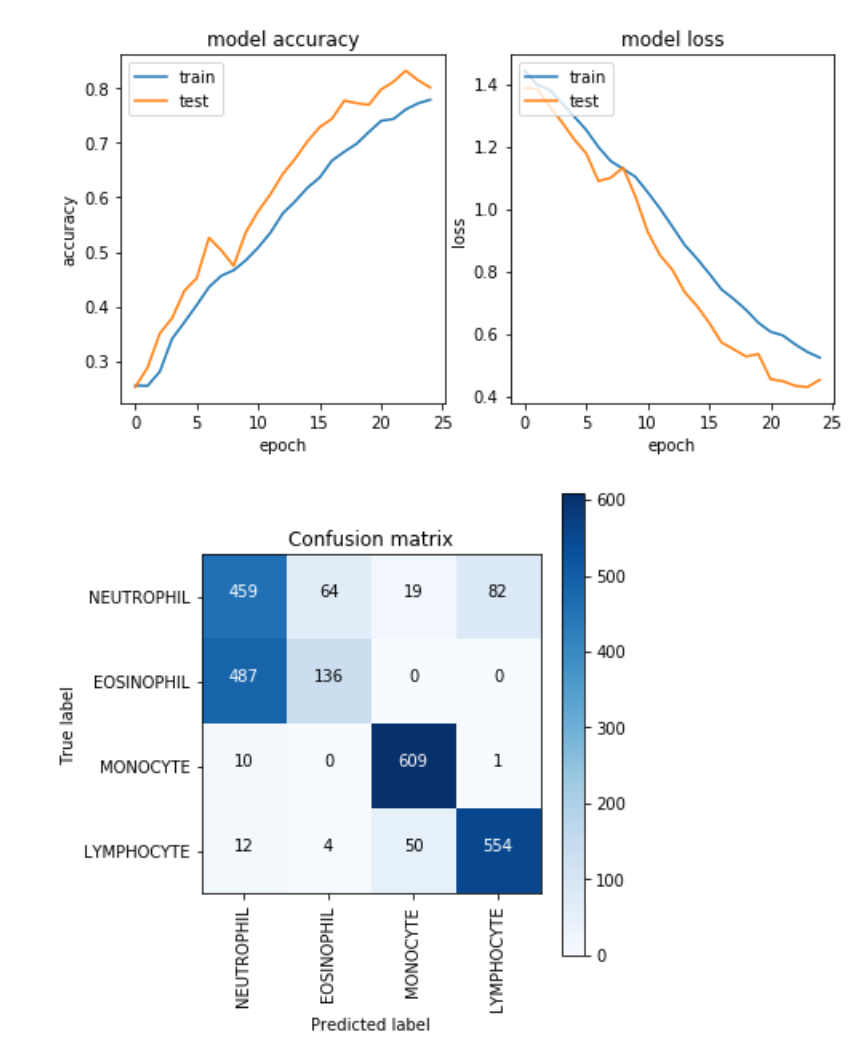 model accuracy
train
test
0.8
0.7
0.6
0.5
0.4
0.3
accuracy
0 5 10 15 20 25
epoch
model loss
train
test
1.4
1.2
1.0
0.8
0.6
0.4
loss
0 5 10 15 20 25
epoch
Confusion matrix
True label
NEUTROPHIL 459 64 19 82
EOSINOPHIL 487 136 0 0
MONOCYTE 10 0 609 1
LYMPHOCYTE 12 4 50 554
NEUTROPHIL
EOSINOPHIL
MONOCYTE
LYMPHOCYTE
Predicted label
600
500
400
300
200
100
0